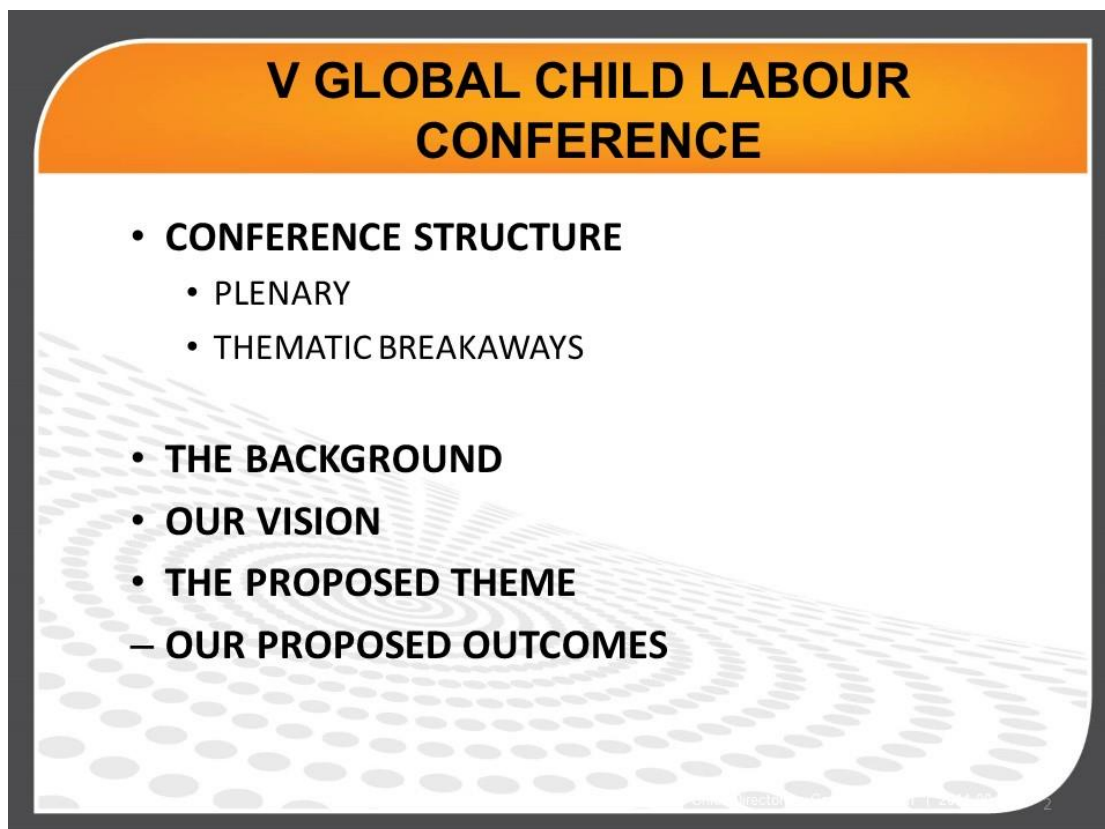 V GLOBAL CHILD LABOUR
CONFERENCE
• CONFERENCE STRUCTURE
• PLENARY
• THEMATIC BREAKAWAYS
• THE BACKGROUND
• OUR VISION
• THE PROPOSED THEME
– OUR PROPOSED OUTCOMES
2